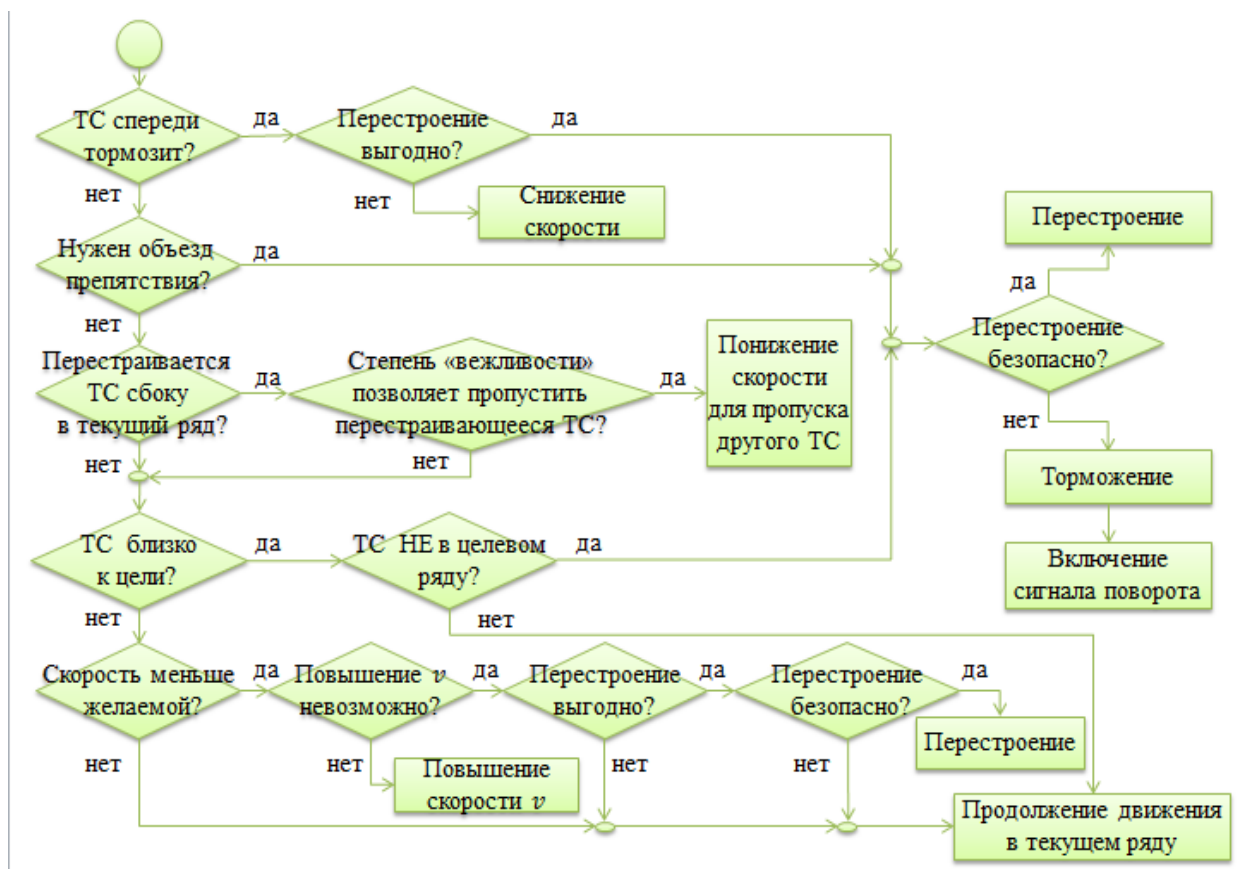 ТС спереди
тормозит?
да
Перестроение
выгодно?
да
нет
нет
Снижение
скорости
Перестроение
Нужен объезд
препятствия?
да
да
нет
Перестроение
безопасно?
нет
Перестраивается
ТС сбоку
в текущий ряд?
да
Степень «вежливости»
позволяет пропустить
перестраивающееся ТС?
да
Понижение
скорости
для пропуска
другого ТС
нет
нет
Торможение
Включение
сигнала поворота
ТС близко
к цели?
да
ТС НЕ в целевом
ряду?
да
нет
нет
Скорость меньше
желаемой?
да
Повышение v
невозможно?
да
Перестроение
выгодно?
да
Перестроение
безопасно?
да
Перестроение
нет
нет
Повышение
скорости v
нет
нет
Продолжение движения
в текущем ряду